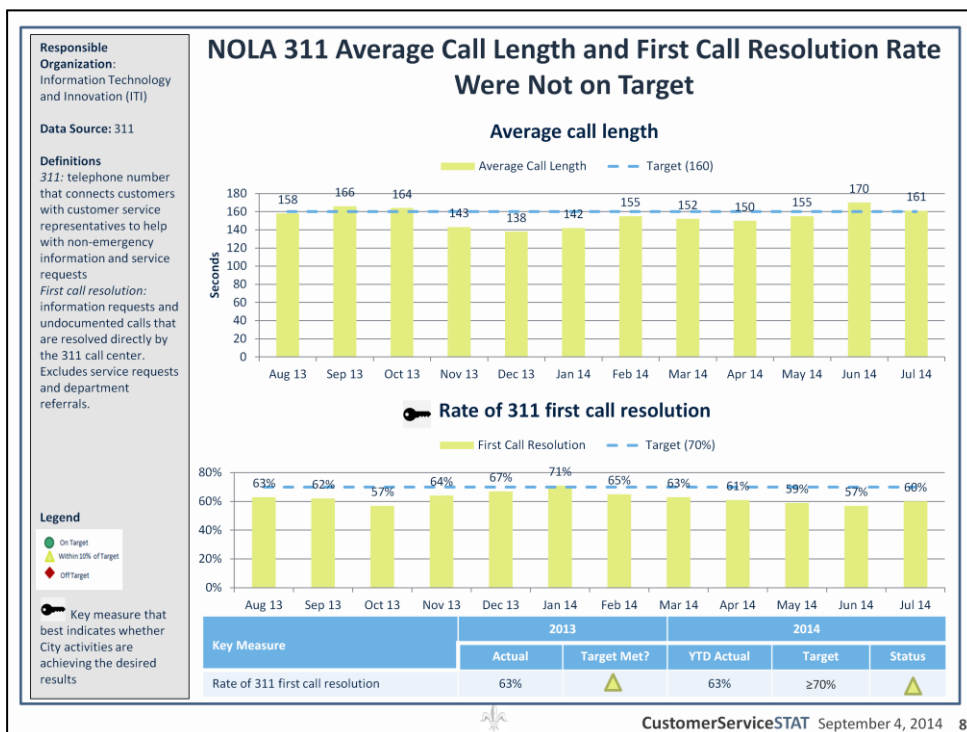 Responsible
Organization:
Information Technology
and Innovation (ITI)
Data Source: 311
Definitions
311: telephone number
that connects customers
with customer service
representatives to help
with non-emergency
information and service
requests
First call resolution:
information requests and
undocumented calls that
are resolved directly by
the 311 call center.
Excludes service requests
and department
referrals.
Legend
On Target
Within 10% of Target
Off Target
Key measure that
best indicates whether
City activities are
achieving the desired
results
NOLA 311 Average Call Length and First Call Resolution Rate
Were Not on Target
Average call length
Average Call Length Target (160)
Seconds
180
160
140
120
100
80
60
40
20
0
158 166 164 143 138 142 155 152 150 155 170 161
Aug 13 Sep 13 Oct 13 Nov 13 Dec 13 Jan 14 Feb 14 Mar 14 Apr 14 May 14 Jun 14 Jul 14
Rate of 311 first call resolution
First Call Resolution Target (70%)
80%
60%
40%
20%
0%
63% 62% 57% 64% 67% 71% 65% 63% 61% 59% 57% 60%
Aug 13 Sep 13 Oct 13 Nov 13 Dec 13 Jan 14 Feb 14 Mar 14 Apr 14 May 14 Jun 14 Jul 14
Key Measure 2013 2014
Actual Target Met? YTD Actual Target Status
Rate of 311 first call resolution 63% 63% ≥70%
CustomerServiceSTAT September 4, 2014 8